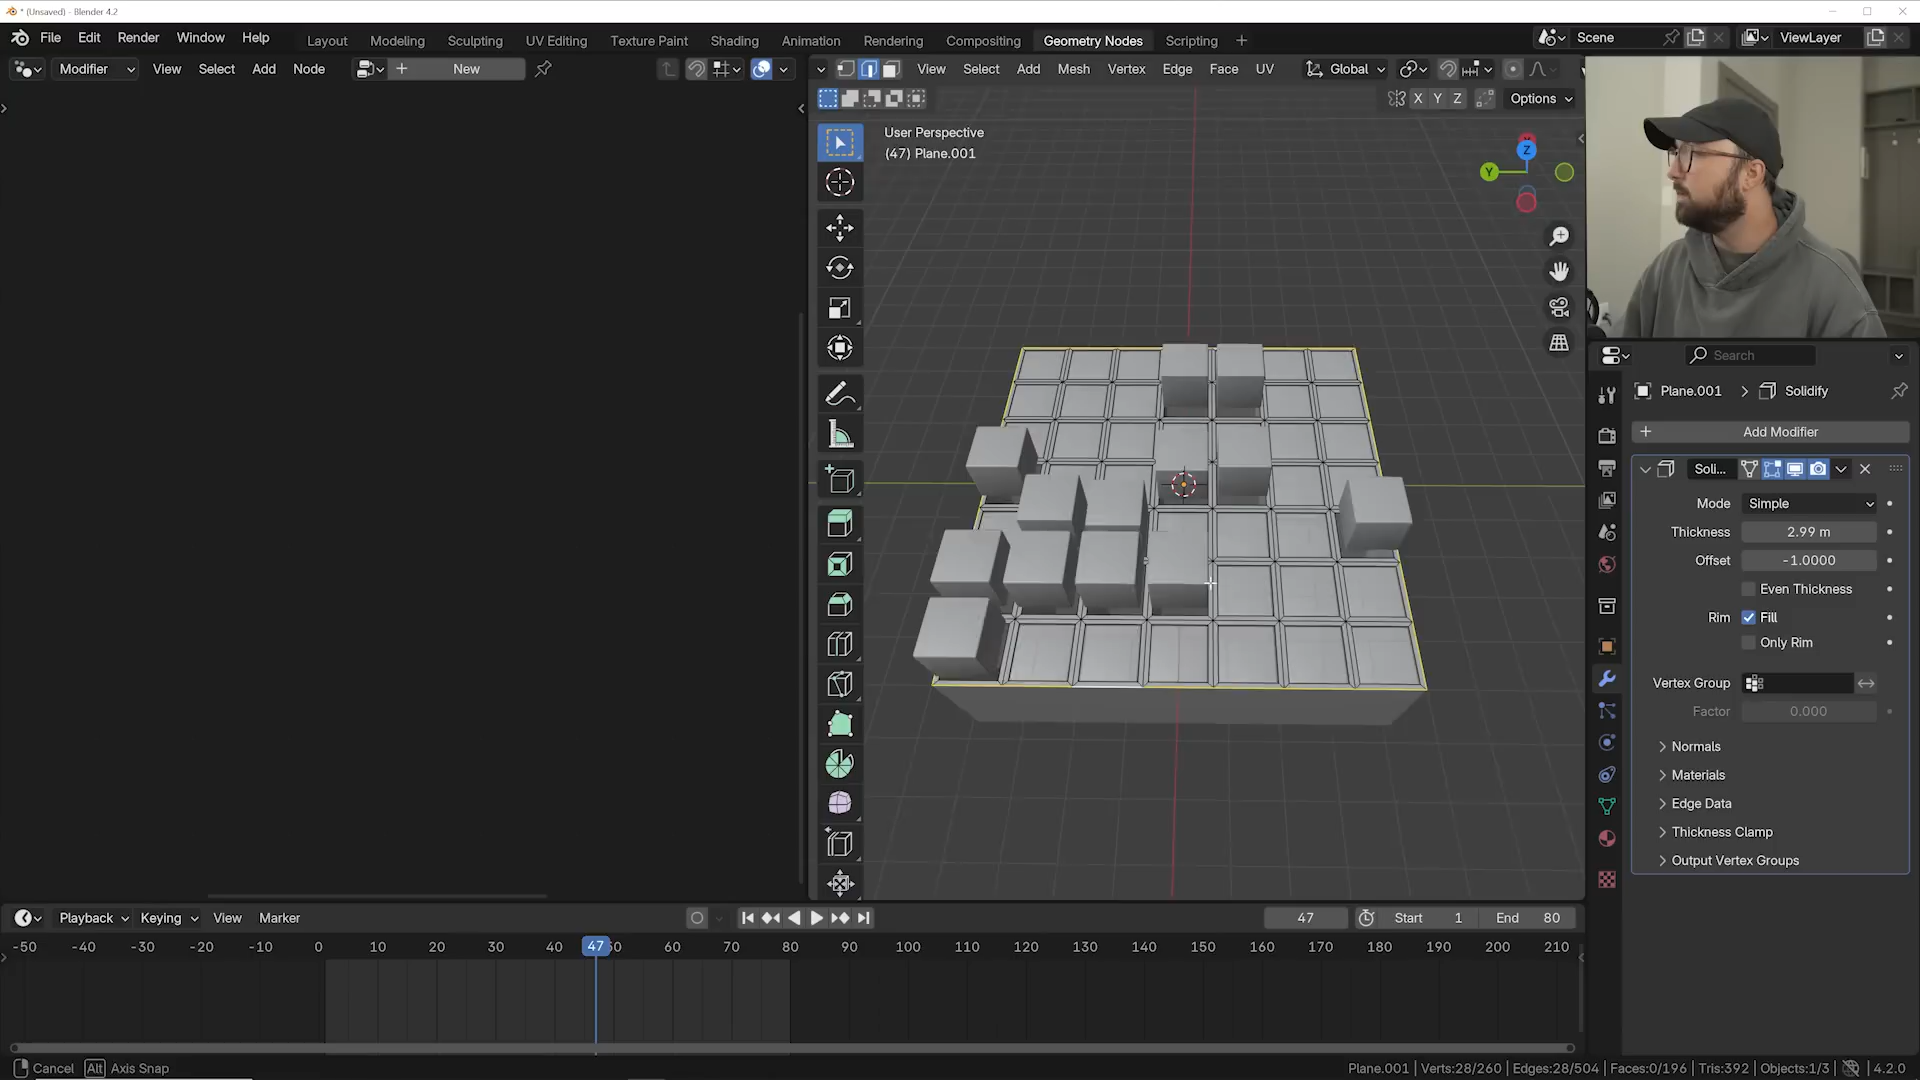 * (Unsaved) - Blender 4.2
File Edit Render Window Help Layout Modeling Sculpting UV Editing Texture Paint Shading Animation Rendering Compositing Geometry Nodes Scripting + Scene ViewLayer
Modifier View Select Add Node + New View Select Add Mesh Vertex Edge Face UV Global
X Y Z Options
User Perspective
(47) Plane.001
Z
Y
Search
Plane.001 > Solidify
+ Add Modifier
Soli...
Mode Simple
Thickness 2.99 m
Offset -1.0000
Even Thickness
Rim Fill
Only Rim
Vertex Group
Factor 0.000
Normals
Materials
Edge Data
Thickness Clamp
Output Vertex Groups
Playback Keying View Marker 47 Start 1 End 80
-50 -40 -30 -20 -10 0 10 20 30 40 47 60 70 80 90 100 110 120 130 140 150 160 170 180 190 200 210
Cancel Alt Axis Snap Plane.001 | Verts:28/260 | Edges:28/504 | Faces:0/196 | Tris:392 | Objects:1/3 | 4.2.0